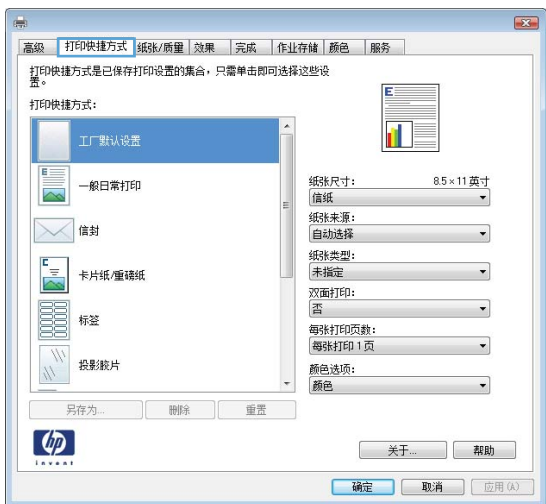 高级 打印快捷方式 纸张/质量 效果 完成 作业存储 颜色 服务
打印快捷方式是已保存打印设置的集合，只需单击即可选择这些设
置。
打印快捷方式：
工厂默认设置
一般日常打印
信封
卡片纸/重磅纸
标签
投影胶片
另存为... 删除 重置
E
纸张尺寸： 8.5×11 英寸
信纸
纸张来源：
自动选择
纸张类型：
未指定
双面打印：
否
每张打印页数：
每张打印 1 页
颜色选项：
颜色
hp
invent
关于... 帮助
确定 取消 应用(A)